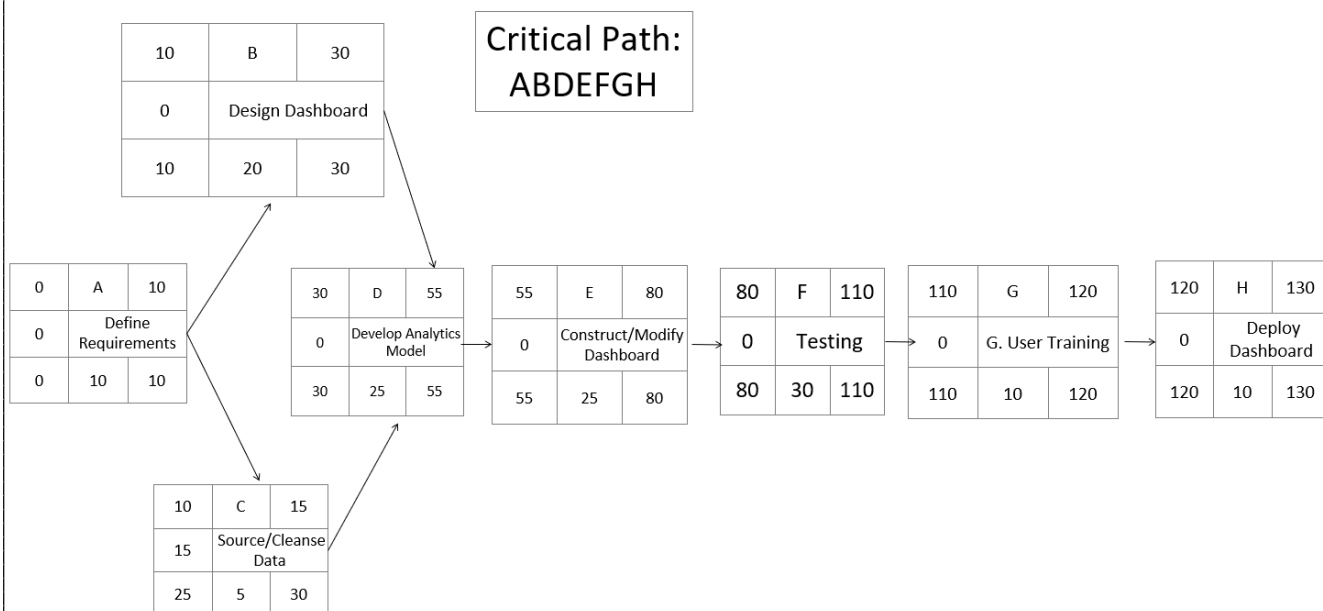 Critical Path:
ABDEFGH
10 B 30
0 Design Dashboard
10 20 30
0 A 10
0 Define
Requirements
0 10 10
10 C 15
15 Source/Cleanse
Data
25 5 30
30 D 55
0 Develop Analytics
Model
30 25 55
55 E 80
0 Construct/Modify
Dashboard
55 25 80
80 F 110
0 Testing
80 30 110
110 G 120
0 G. User Training
110 10 120
120 H 130
0 Deploy
Dashboard
120 10 130